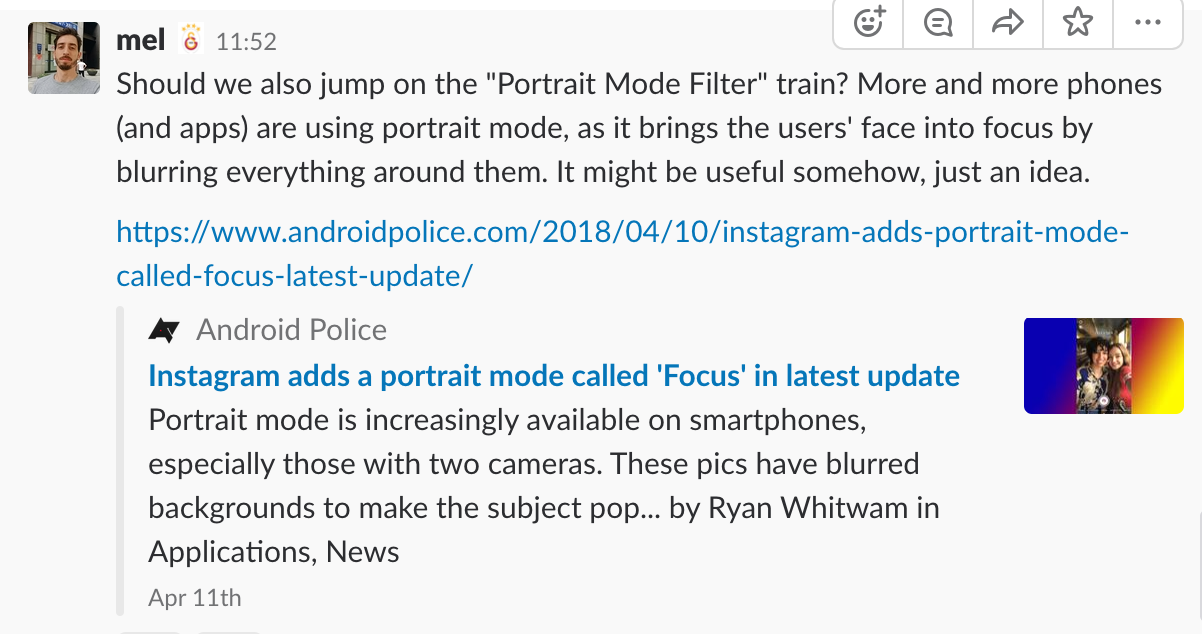 mel 11:52
Should we also jump on the "Portrait Mode Filter" train? More and more phones
(and apps) are using portrait mode, as it brings the users' face into focus by
blurring everything around them. It might be useful somehow, just an idea.
https://www.androidpolice.com/2018/04/10/instagram-adds-portrait-mode-
called-focus-latest-update/
Android Police
Instagram adds a portrait mode called 'Focus' in latest update
Portrait mode is increasingly available on smartphones,
especially those with two cameras. These pics have blurred
backgrounds to make the subject pop... by Ryan Whitwam in
Applications, News
Apr 11th